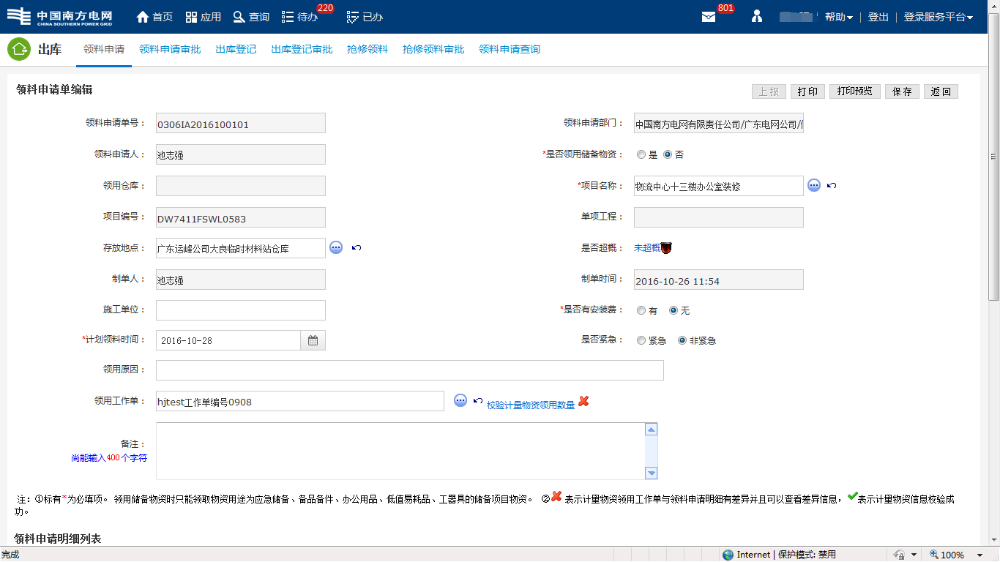 中国南方电网
CHINA SOUTHERN POWER GRID
首页 应用 查询 待办 220 已办 801 帮助 | 登出 | 登录服务平台
出库 领料申请 领料申请审批 出库登记 出库登记审批 抢修领料 抢修领料审批 领料申请查询
领料申请单编辑 上报 打印 打印预览 保存 返回
领料申请单号： 0306IA2016100101 领料申请部门： 中国南方电网有限责任公司/广东电网公司/
领料申请人： 池志强 *是否领用储备物资： 是 否
领用仓库： *项目名称： 物流中心十三楼办公室装修
项目编号： DW7411FSWL0583 单项工程：
存放地点： 广东运峰公司大良临时材料站仓库 是否超概： 未超概
制单人： 池志强 制单时间： 2016-10-26 11:54
施工单位： *是否有安装费： 有 无
*计划领料时间： 2016-10-28 是否紧急： 紧急 非紧急
领用原因：
领用工作单： hjtest工作单编号0908 校验计量物资领用数量
备注：
尚能输入400个字符
注：①标有*为必填项。 领用储备物资时只能领取物资用途为应急储备、备品备件、办公用品、低值易耗品、工器具的储备项目物资。 ② 表示计量物资领用工作单与领料申请明细有差异并且可以查看差异信息， 表示计量物资信息校验成
功。
领料申请明细列表
完成 Internet | 保护模式: 禁用 100%